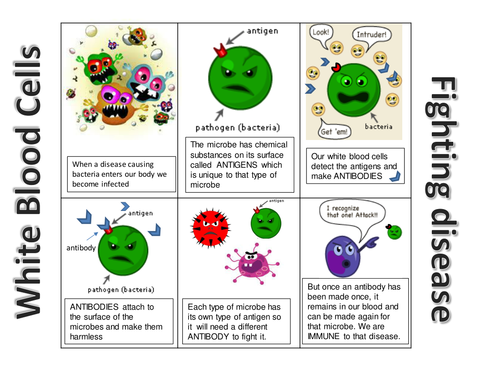 White Blood Cells
When a disease causing
bacteria enters our body we
become infected
antigen
pathogen (bacteria)
The microbe has chemical
substances on its surface
called ANTIGENS which
is unique to that type of
microbe
Look!
Intruder!
Get 'em!
bacteria
Our white blood cells
detect the antigens and
make ANTIBODIES
antigen
antibody
pathogen (bacteria)
ANTIBODIES attach to
the surface of the
microbes and make them
harmless
antigen
Each type of microbe has
its own type of antigen so
it will need a different
ANTIBODY to fight it.
I recognize
that one! Attack!!
But once an antibody has
been made once, it
remains in our blood and
can be made again for
that microbe. We are
IMMUNE to that disease.
Fighting disease